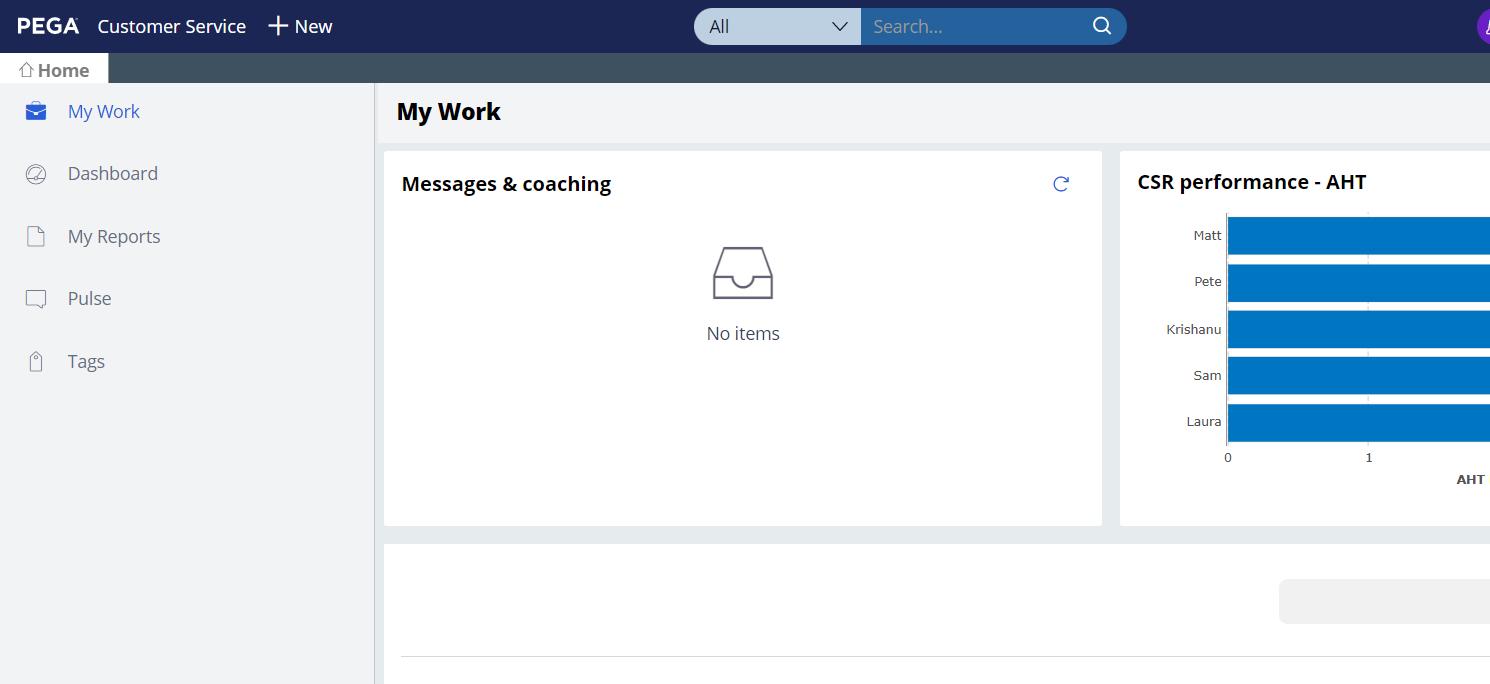 PEGA Customer Service + New All Search...
Home
My Work
Dashboard
My Reports
Pulse
Tags
My Work
Messages & coaching
No items
CSR performance - AHT
Matt
Pete
Krishanu
Sam
Laura
0 1
AHT